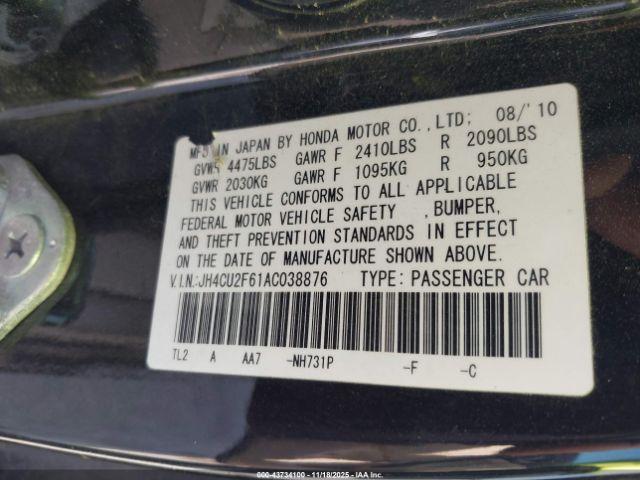 MFD IN JAPAN BY HONDA MOTOR CO.,LTD; 08/'10
GVWR 4475LBS GAWR F 2410LBS R 2090LBS
GVWR 2030KG GAWR F 1095KG R 950KG
THIS VEHICLE CONFORMS TO ALL APPLICABLE
FEDERAL MOTOR VEHICLE SAFETY ,BUMPER,
AND THEFT PREVENTION STANDARDS IN EFFECT
ON THE DATE OF MANUFACTURE SHOWN ABOVE.
V.I.N.:JH4CU2F61AC038876 TYPE: PASSENGER CAR
TL2 A AA7 -NH731P -F -C
000-43734100 - 11/18/2025 - IAAI Inc.